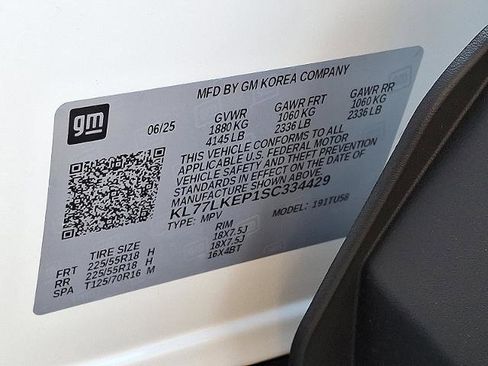 MFD BY GM KOREA COMPANY
gm
06/25 GVWR GAWR FRT GAWR RR
1880 KG 1060 KG 1060 KG
4145 LB 2336 LB 2336 LB
THIS VEHICLE CONFORMS TO ALL
APPLICABLE U.S. FEDERAL MOTOR
VEHICLE SAFETY AND THEFT PREVENTION
STANDARDS IN EFFECT ON THE DATE OF
MANUFACTURE SHOWN ABOVE.
KL77LKEP1SC334429
TYPE: MPV MODEL: 191TU58
TIRE SIZE RIM
FRT 225/55R18 H 18X7.5J
RR 225/55R18 H 18X7.5J
SPA T125/70R16 M 16X4BT